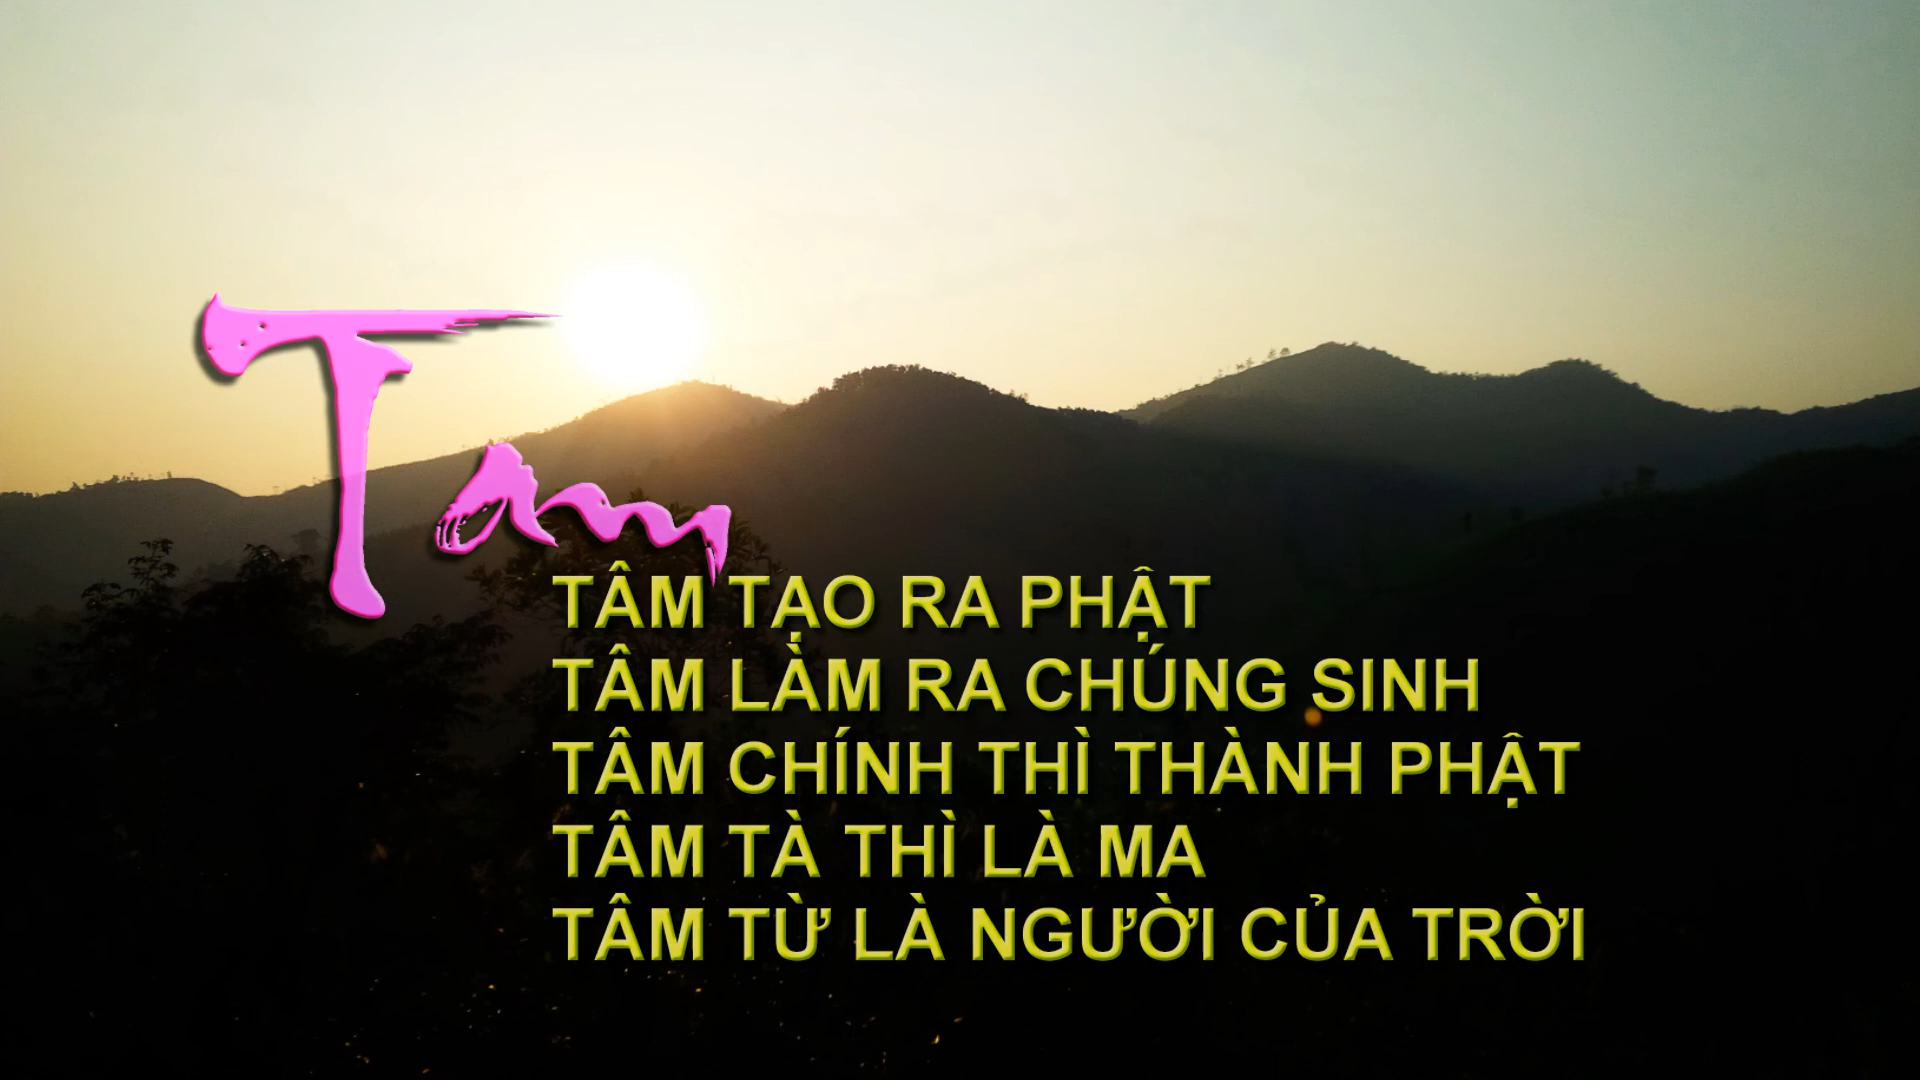 Tâm
TÂM TẠO RA PHẬT
TÂM LÀM RA CHÚNG SINH
TÂM CHÍNH THÌ THÀNH PHẬT
TÂM TÀ THÌ LÀ MA
TÂM TỪ LÀ NGƯỜI CỦA TRỜI